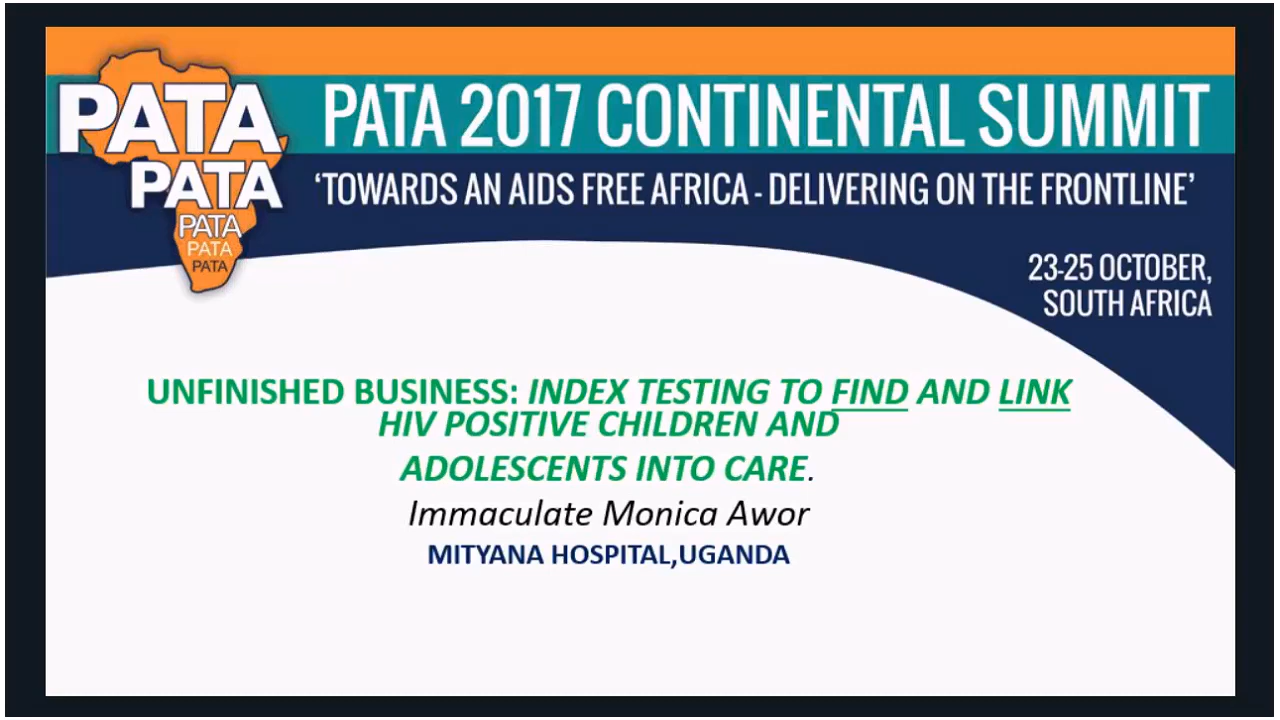 PATA
PATA
PATA
PATA
PATA
PATA 2017 CONTINENTAL SUMMIT
‘TOWARDS AN AIDS FREE AFRICA - DELIVERING ON THE FRONTLINE’
23-25 OCTOBER,
SOUTH AFRICA
UNFINISHED BUSINESS: INDEX TESTING TO FIND AND LINK
HIV POSITIVE CHILDREN AND
ADOLESCENTS INTO CARE.
Immaculate Monica Awor
MITYANA HOSPITAL,UGANDA